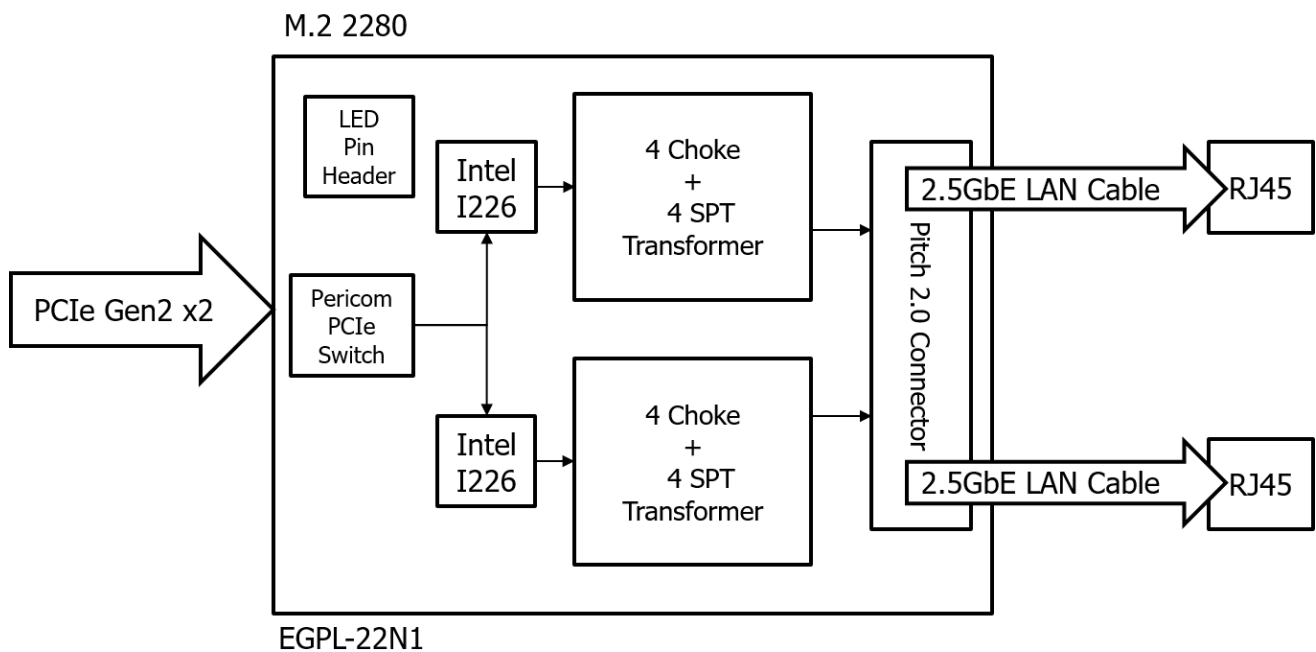 M.2 2280
LED
Pin
Header
Intel
I226
4 Choke
+
4 SPT
Transformer
2.5GbE LAN Cable
RJ45
PCIe Gen2 x2
Pericom
PCIe
Switch
Pitch 2.0 Connector
Intel
I226
4 Choke
+
4 SPT
Transformer
2.5GbE LAN Cable
RJ45
EGPL-22N1